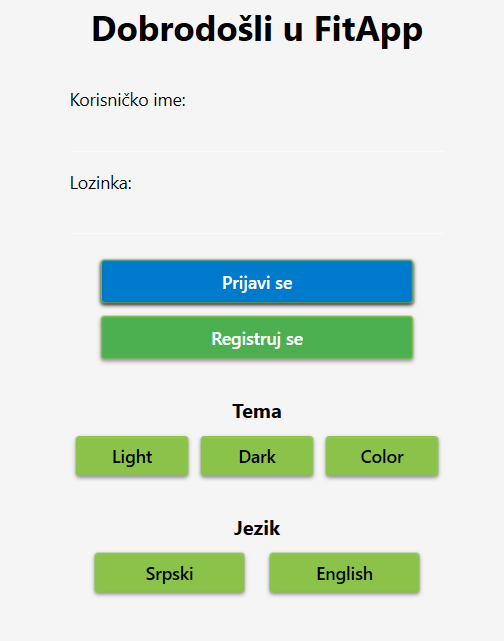 Dobrodošli u FitApp
Korisničko ime:
Lozinka:
Prijavi se
Registruj se
Tema
Light Dark Color
Jezik
Srpski English